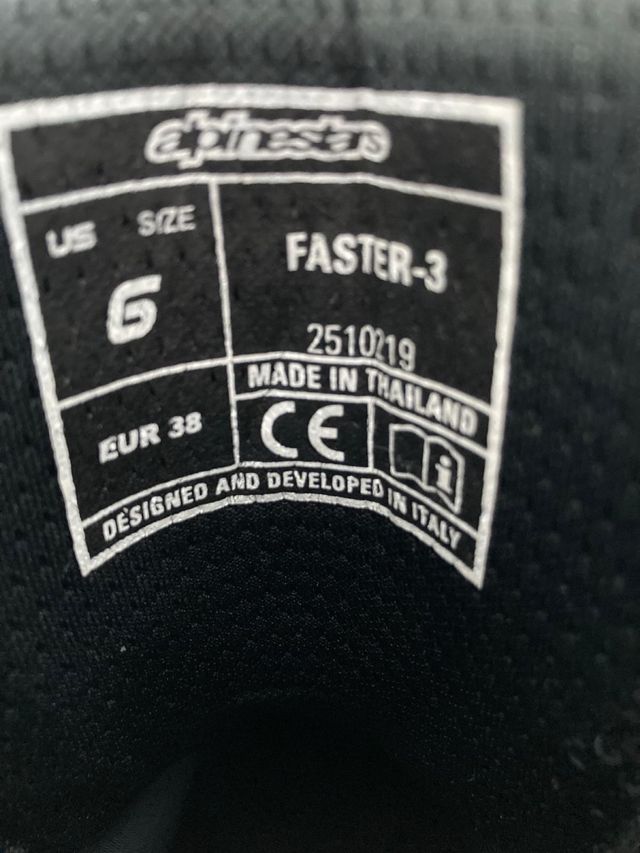 alpinestars
US SIZE
6
FASTER-3
2510219
MADE IN THAILAND
EUR 38
CE
i
DESIGNED AND DEVELOPED IN ITALY